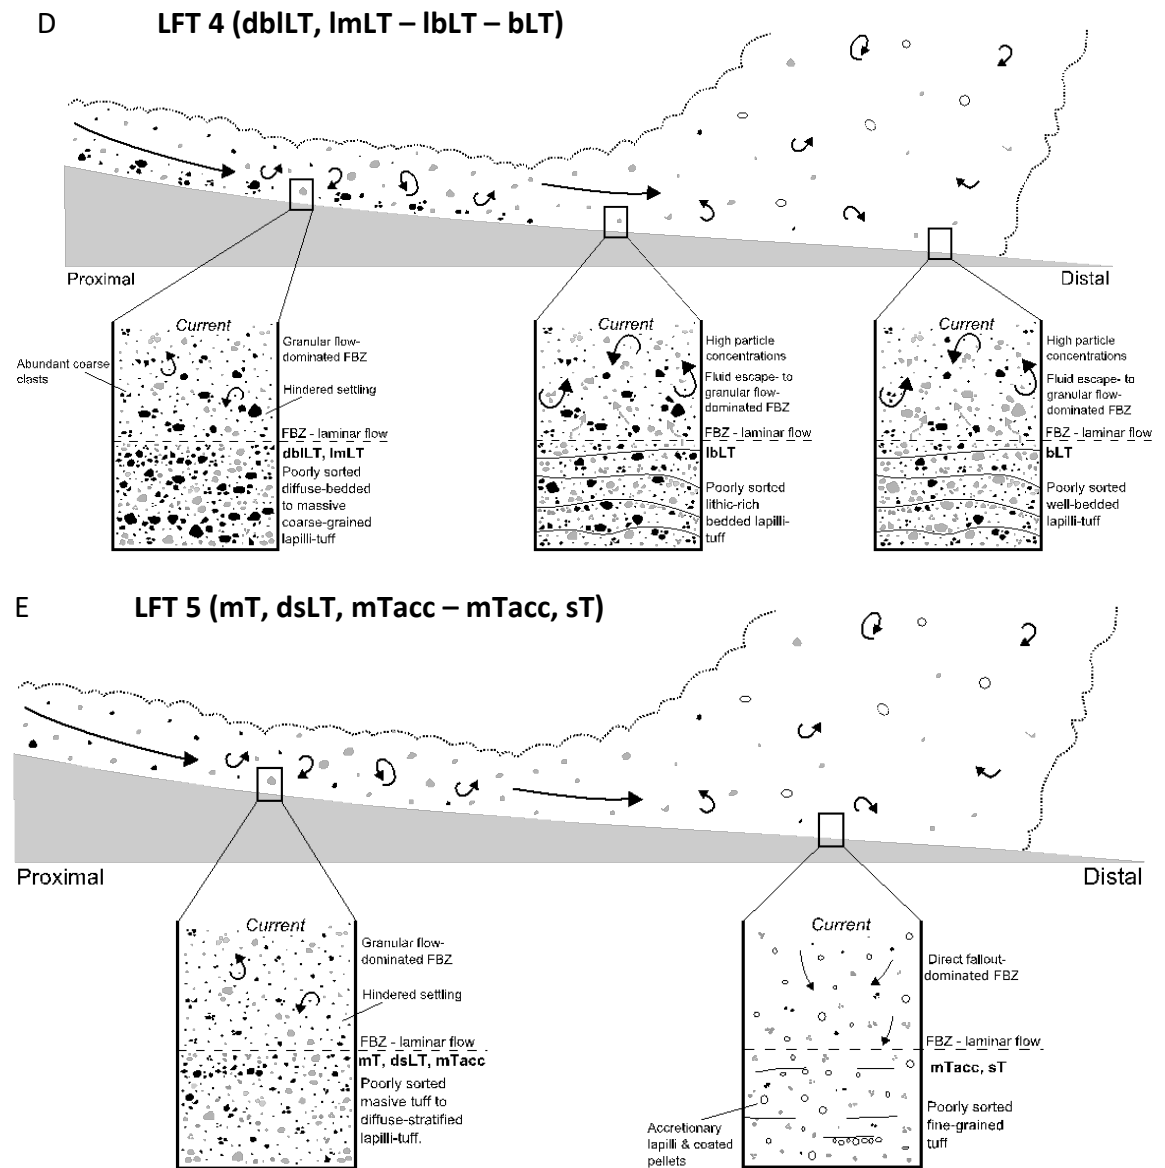 D
LFT 4 (dblLT, lmLT – lbLT – bLT)
Proximal
Distal
Current
Abundant coarse
clasts
Granular flow-
dominated FBZ
Hindered settling
FBZ - laminar flow
dblLT, lmLT
Poorly sorted
diffuse-bedded
to massive
coarse-grained
lapilli-tuff
Current
High particle
concentrations
Fluid escape- to
granular flow-
dominated FBZ
FBZ - laminar flow
lbLT
Poorly sorted
lithic-rich
bedded lapilli-
tuff
Current
High particle
concentrations
Fluid escape- to
granular flow-
dominated FBZ
FBZ - laminar flow
bLT
Poorly sorted
well-bedded
lapilli-tuff
E
LFT 5 (mT, dsLT, mTacc – mTacc, sT)
Proximal
Distal
Current
Granular flow-
dominated FBZ
Hindered settling
FBZ - laminar flow
mT, dsLT, mTacc
Poorly sorted
masive tuff to
diffuse-stratified
lapilli-tuff.
Current
Direct fallout-
dominated FBZ
FBZ - laminar flow
mTacc, sT
Poorly sorted
fine-grained
tuff
Accretionary
lapilli & coated
pellets